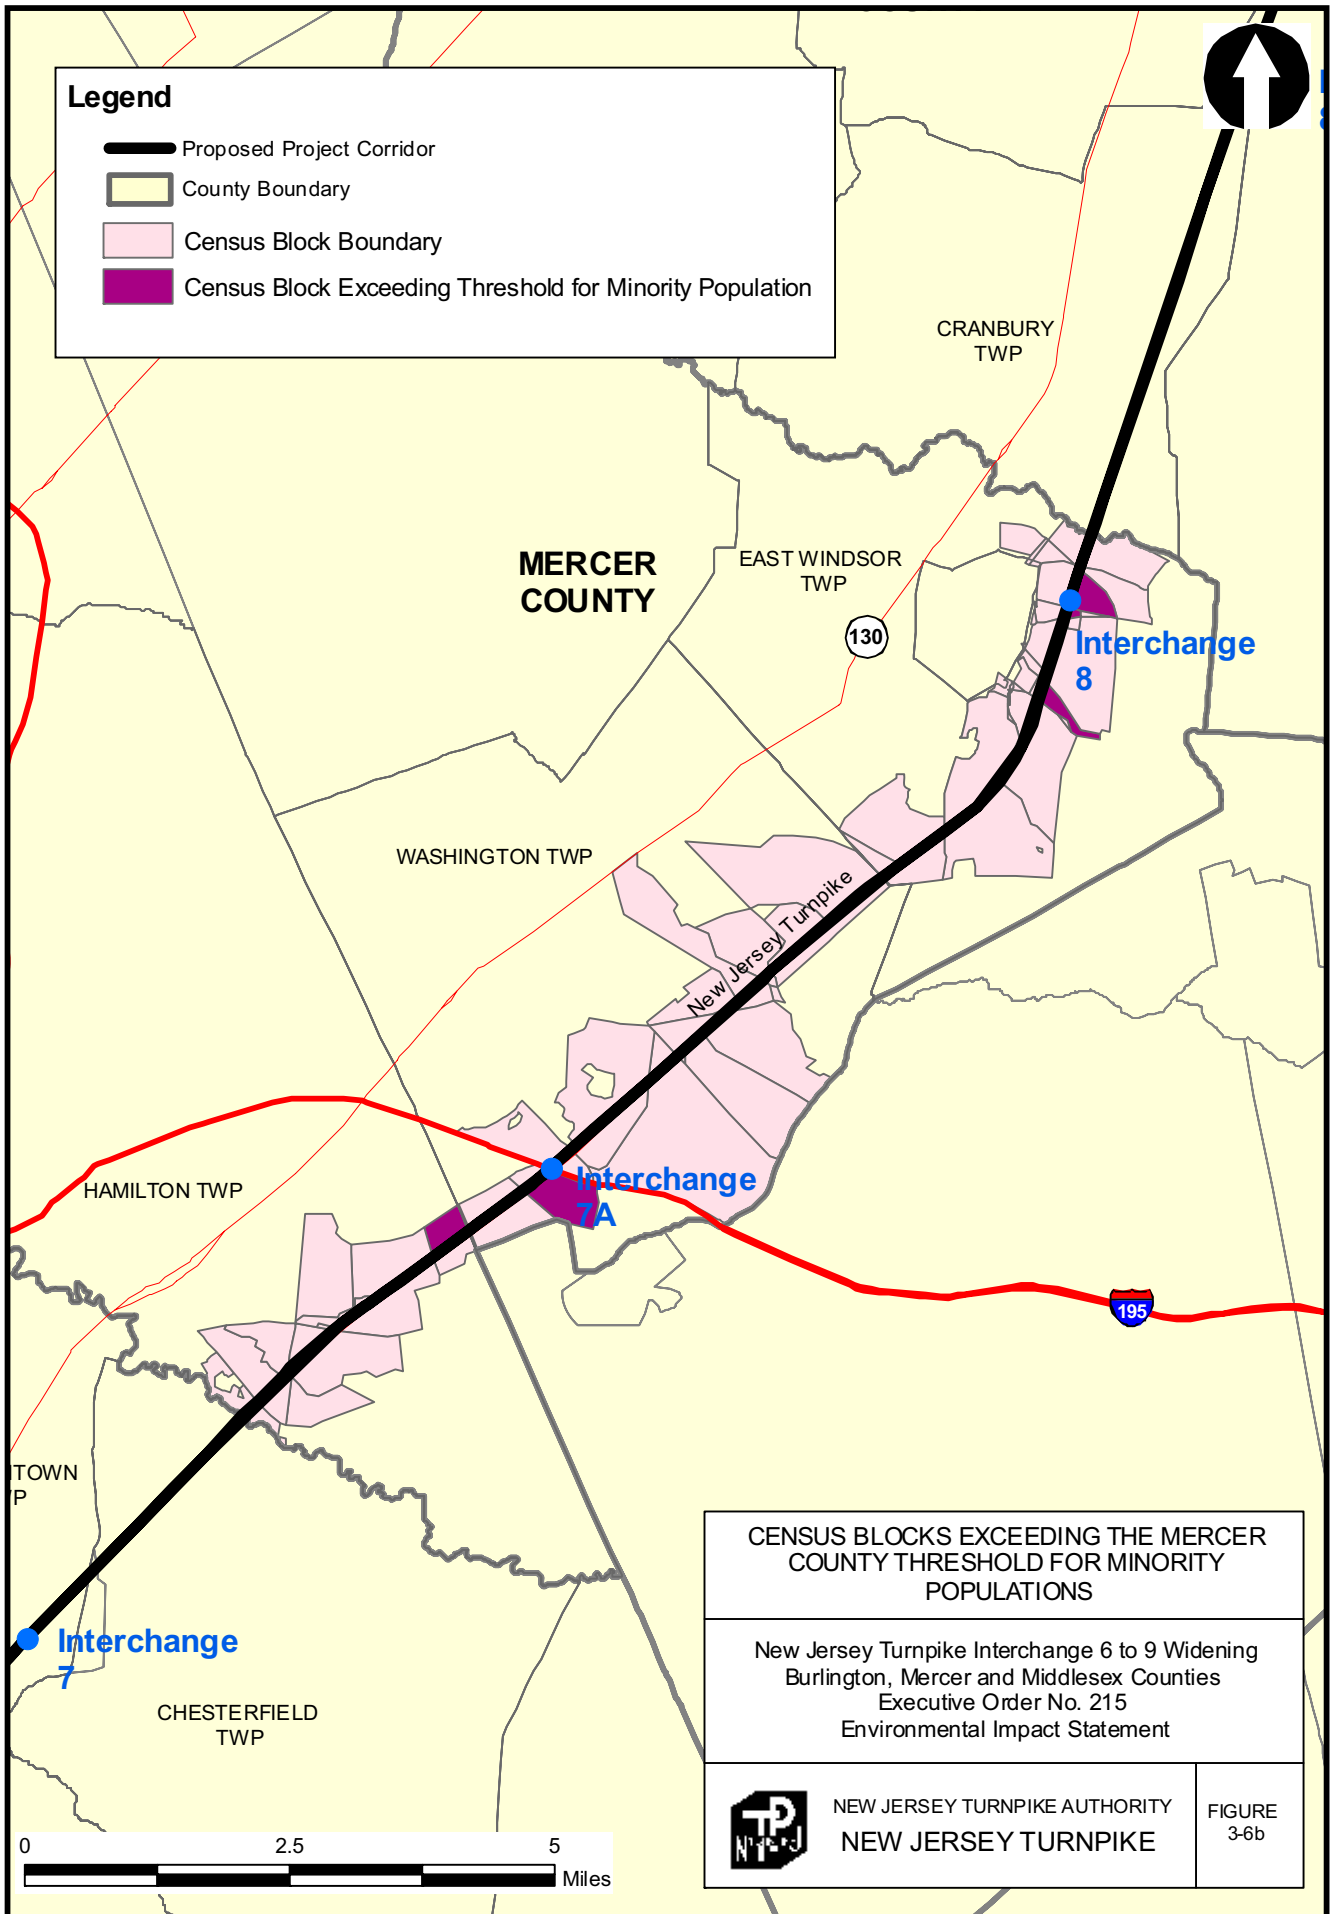 Legend
Proposed Project Corridor
County Boundary
Census Block Boundary
Census Block Exceeding Threshold for Minority Population
CRANBURY
TWP
MERCER
COUNTY
EAST WINDSOR
TWP
130
Interchange
8
WASHINGTON TWP
New Jersey Turnpike
Interchange
7A
HAMILTON TWP
195
Interchange
7
CHESTERFIELD
TWP
CENSUS BLOCKS EXCEEDING THE MERCER
COUNTY THRESHOLD FOR MINORITY
POPULATIONS
New Jersey Turnpike Interchange 6 to 9 Widening
Burlington, Mercer and Middlesex Counties
Executive Order No. 215
Environmental Impact Statement
NEW JERSEY TURNPIKE AUTHORITY
NEW JERSEY TURNPIKE
FIGURE
3-6b
0 2.5 5
Miles